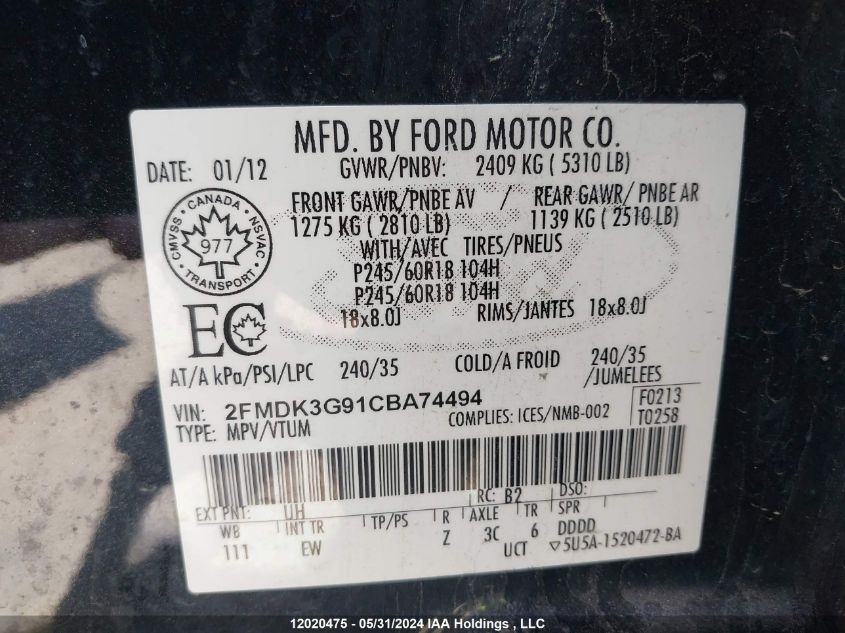 MFD. BY FORD MOTOR CO.
DATE: 01/12 GVWR/PNBV: 2409 KG ( 5310 LB)
FRONT GAWR/PNBE AV / REAR GAWR/ PNBE AR
1275 KG ( 2810 LB) 1139 KG ( 2510 LB)
WITH/AVEC TIRES/PNEUS
P245/60R18 104H
P245/60R18 104H
18x8.0J RIMS/JANTES 18x8.0J
CMVSS · CANADA · NSVAC
977
· TRANSPORT ·
EC
AT/A kPa/PSI/LPC 240/35 COLD/A FROID 240/35
/JUMELEES
VIN: 2FMDK3G91CBA74494 COMPLIES: ICES/NMB-002 F0213
TYPE: MPV/VTUM T0258
EXT PNT: UH RC: B2 DSO:
WB INT TR TP/PS R AXLE TR SPR
111 EW Z 3C 6 DDDD
UCT ▽5U5A-1520472-BA
12020475 - 05/31/2024 IAA Holdings , LLC